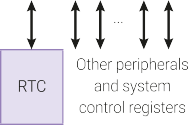 ...
RTC
Other peripherals
and system
control registers